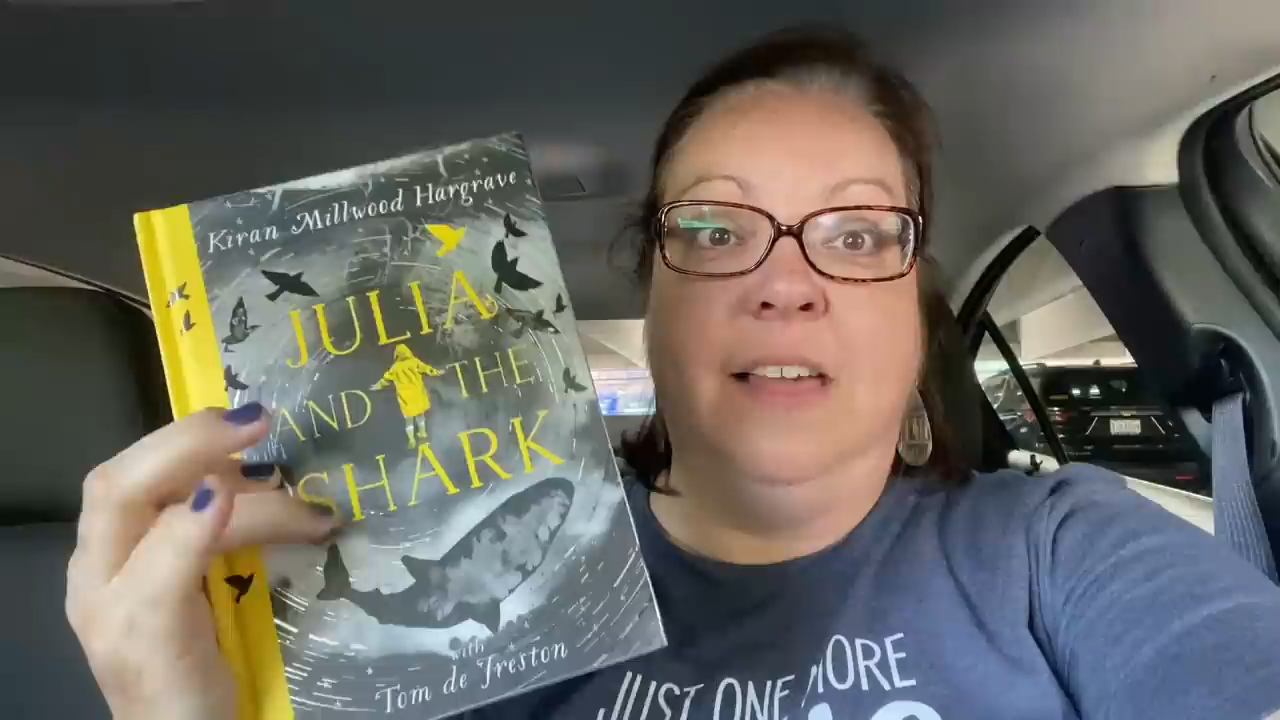 Kiran Millwood Hargrave
JULIA
AND THE
SHARK
with
Tom de Freston
JUST ONE MORE